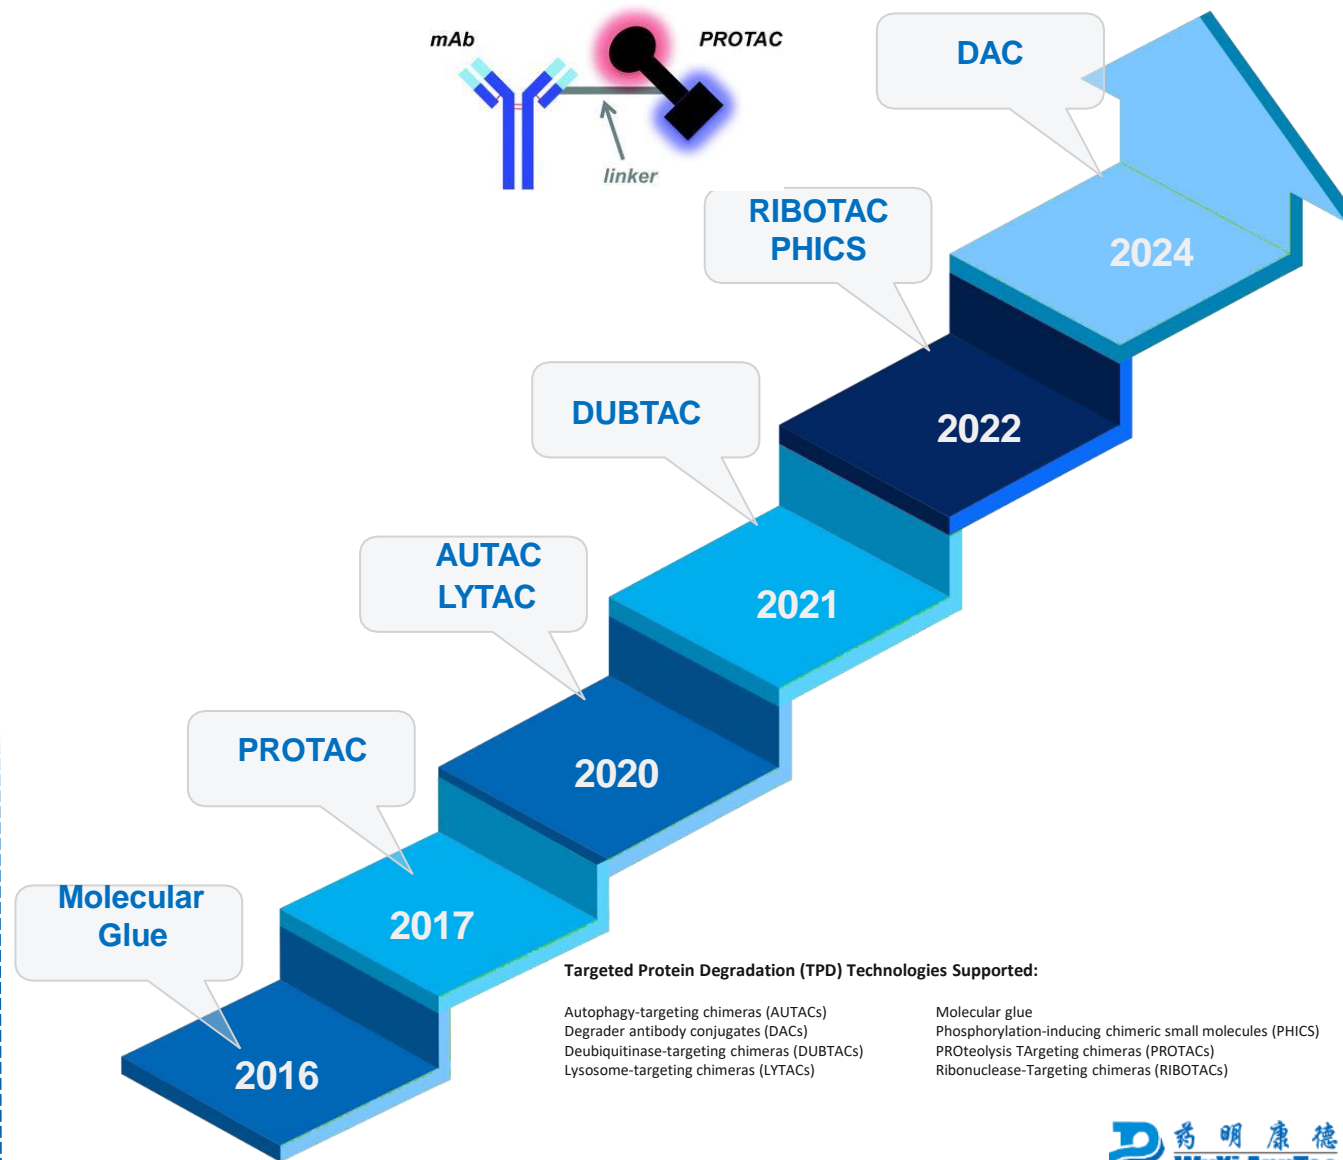 mAb
PROTAC
linker
DAC
2024
RIBOTAC
PHICS
2022
DUBTAC
2021
AUTAC
LYTAC
2020
PROTAC
2017
Molecular
Glue
2016
Targeted Protein Degradation (TPD) Technologies Supported:
Autophagy-targeting chimeras (AUTACs)
Degrader antibody conjugates (DACs)
Deubiquitinase-targeting chimeras (DUBTACs)
Lysosome-targeting chimeras (LYTACs)
Molecular glue
Phosphorylation-inducing chimeric small molecules (PHICS)
PROteolysis TArgeting chimeras (PROTACs)
Ribonuclease-Targeting chimeras (RIBOTACs)
药明康德
WuXi AppTec